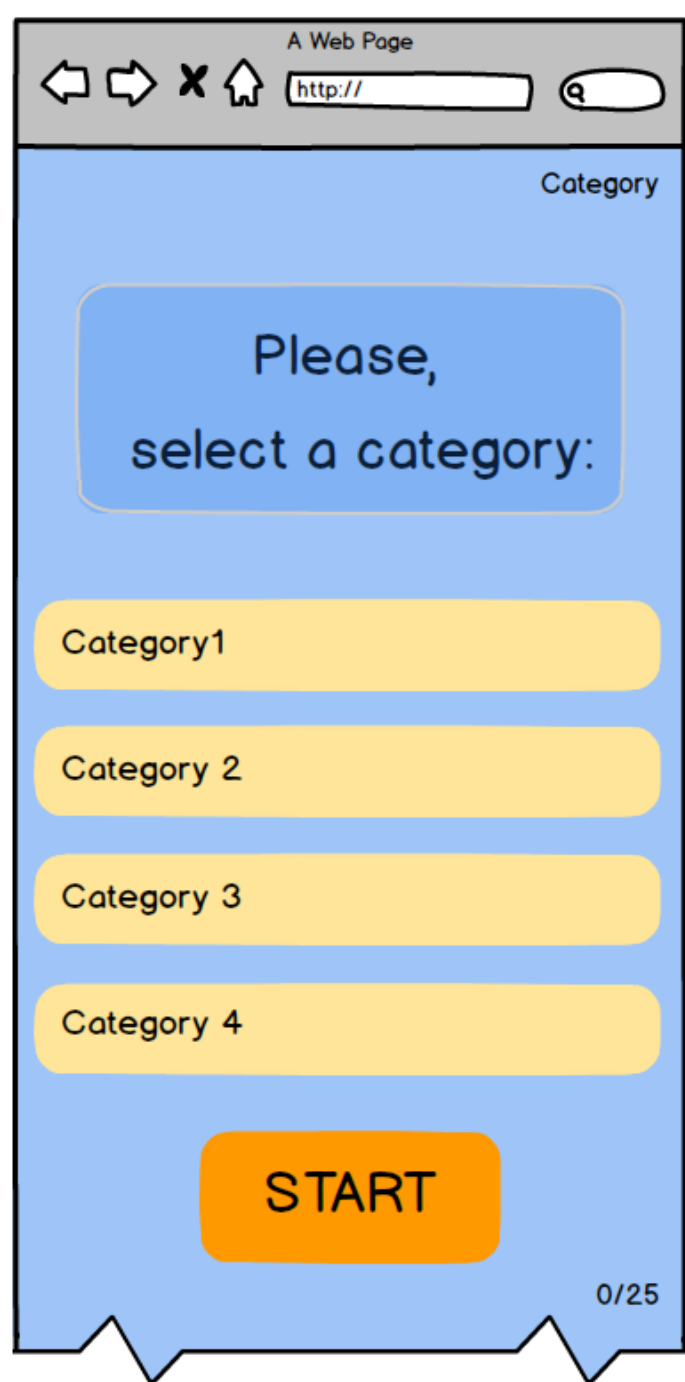 A Web Page
http://
Category
Please,
select a category:
Category1
Category 2
Category 3
Category 4
START
0/25